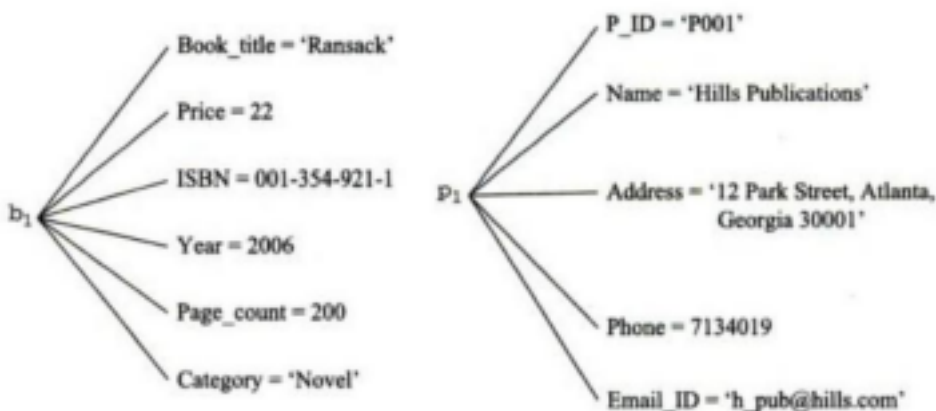 Book_title = ‘Ransack’
Price = 22
ISBN = 001-354-921-1
b1
Year = 2006
Page_count = 200
Category = ‘Novel’
P_ID = ‘P001’
Name = ‘Hills Publications’
p1
Address = ‘12 Park Street, Atlanta,
Georgia 30001’
Phone = 7134019
Email_ID = ‘h_pub@hills.com’